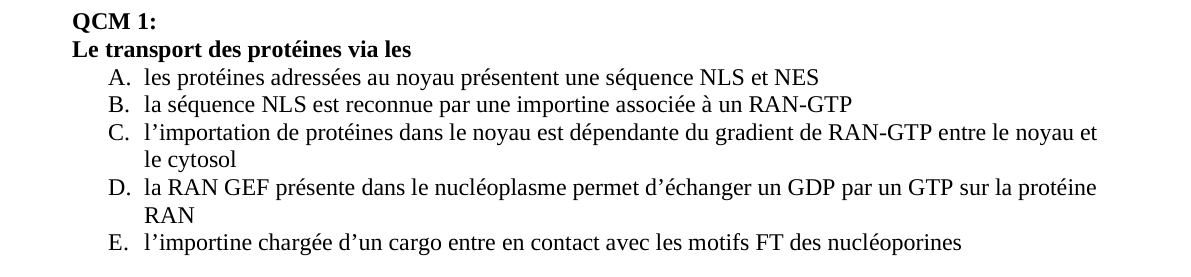 QCM 1:
Le transport des protéines via les
A. les protéines adressées au noyau présentent une séquence NLS et NES
B. la séquence NLS est reconnue par une importine associée à un RAN-GTP
C. l’importation de protéines dans le noyau est dépendante du gradient de RAN-GTP entre le noyau et
le cytosol
D. la RAN GEF présente dans le nucléoplasme permet d’échanger un GDP par un GTP sur la protéine
RAN
E. l’importine chargée d’un cargo entre en contact avec les motifs FT des nucléoporines